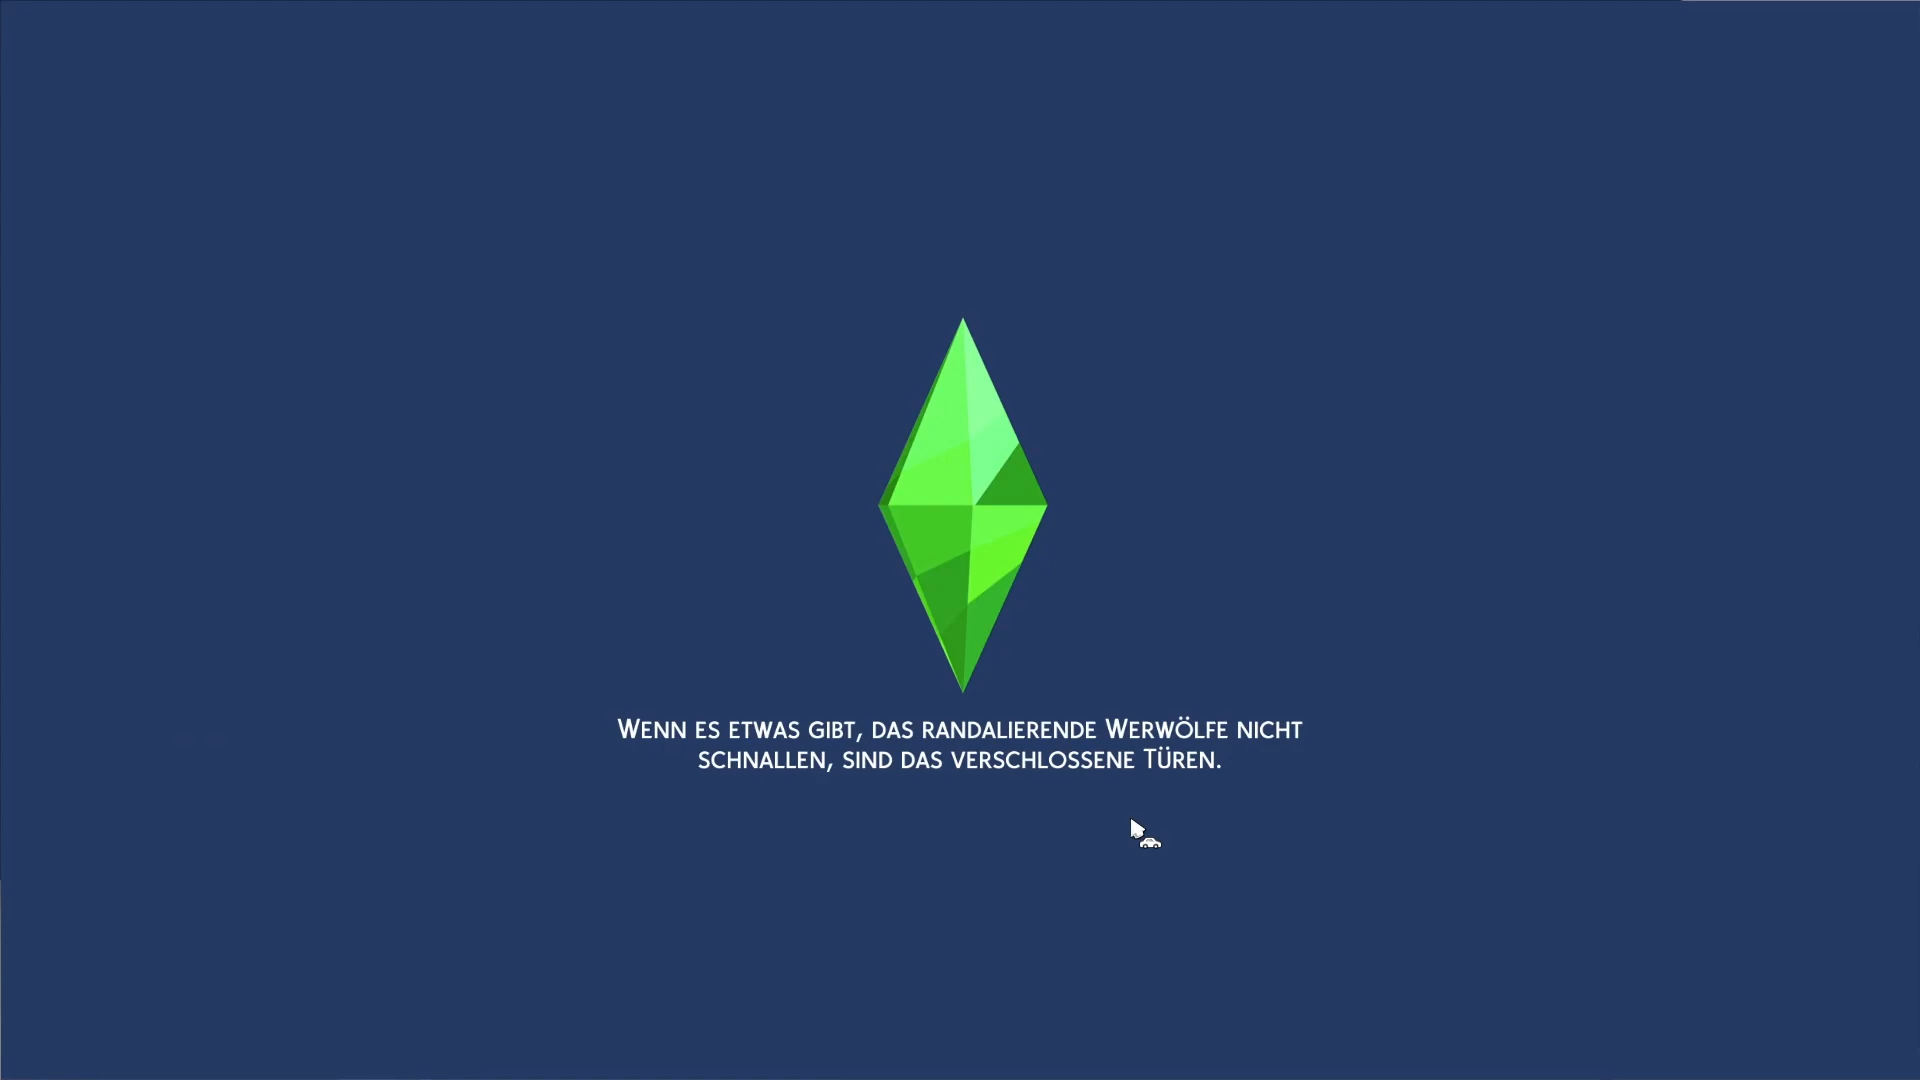 Wenn es etwas gibt, das randalierende Werwölfe nicht
schnallen, sind das verschlossene Türen.